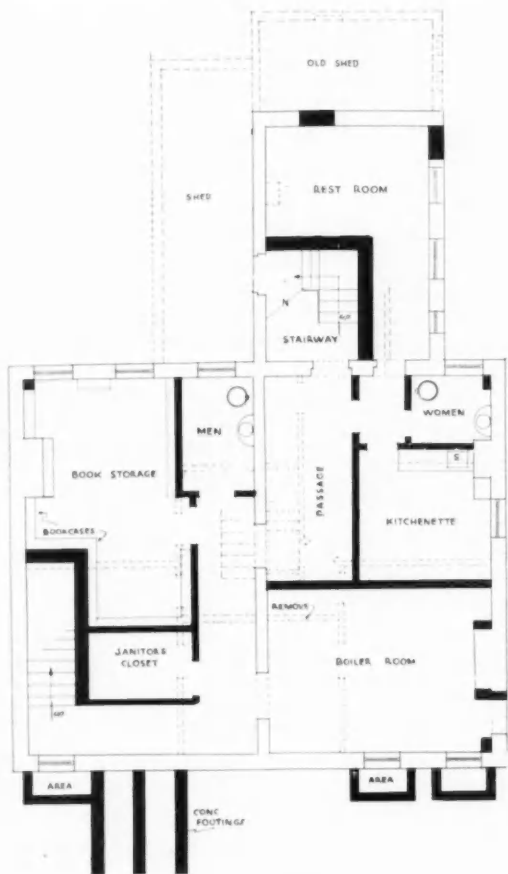 OLD SHED
REST ROOM
SHED
N
UP
STAIRWAY
WOMEN
MEN
S
BOOK STORAGE
PASSAGE
KITCHENETTE
BOOKCASES
REMOVE
JANITORS
CLOSET
BOILER ROOM
UP
AREA
AREA
CONC
FOOTINGS